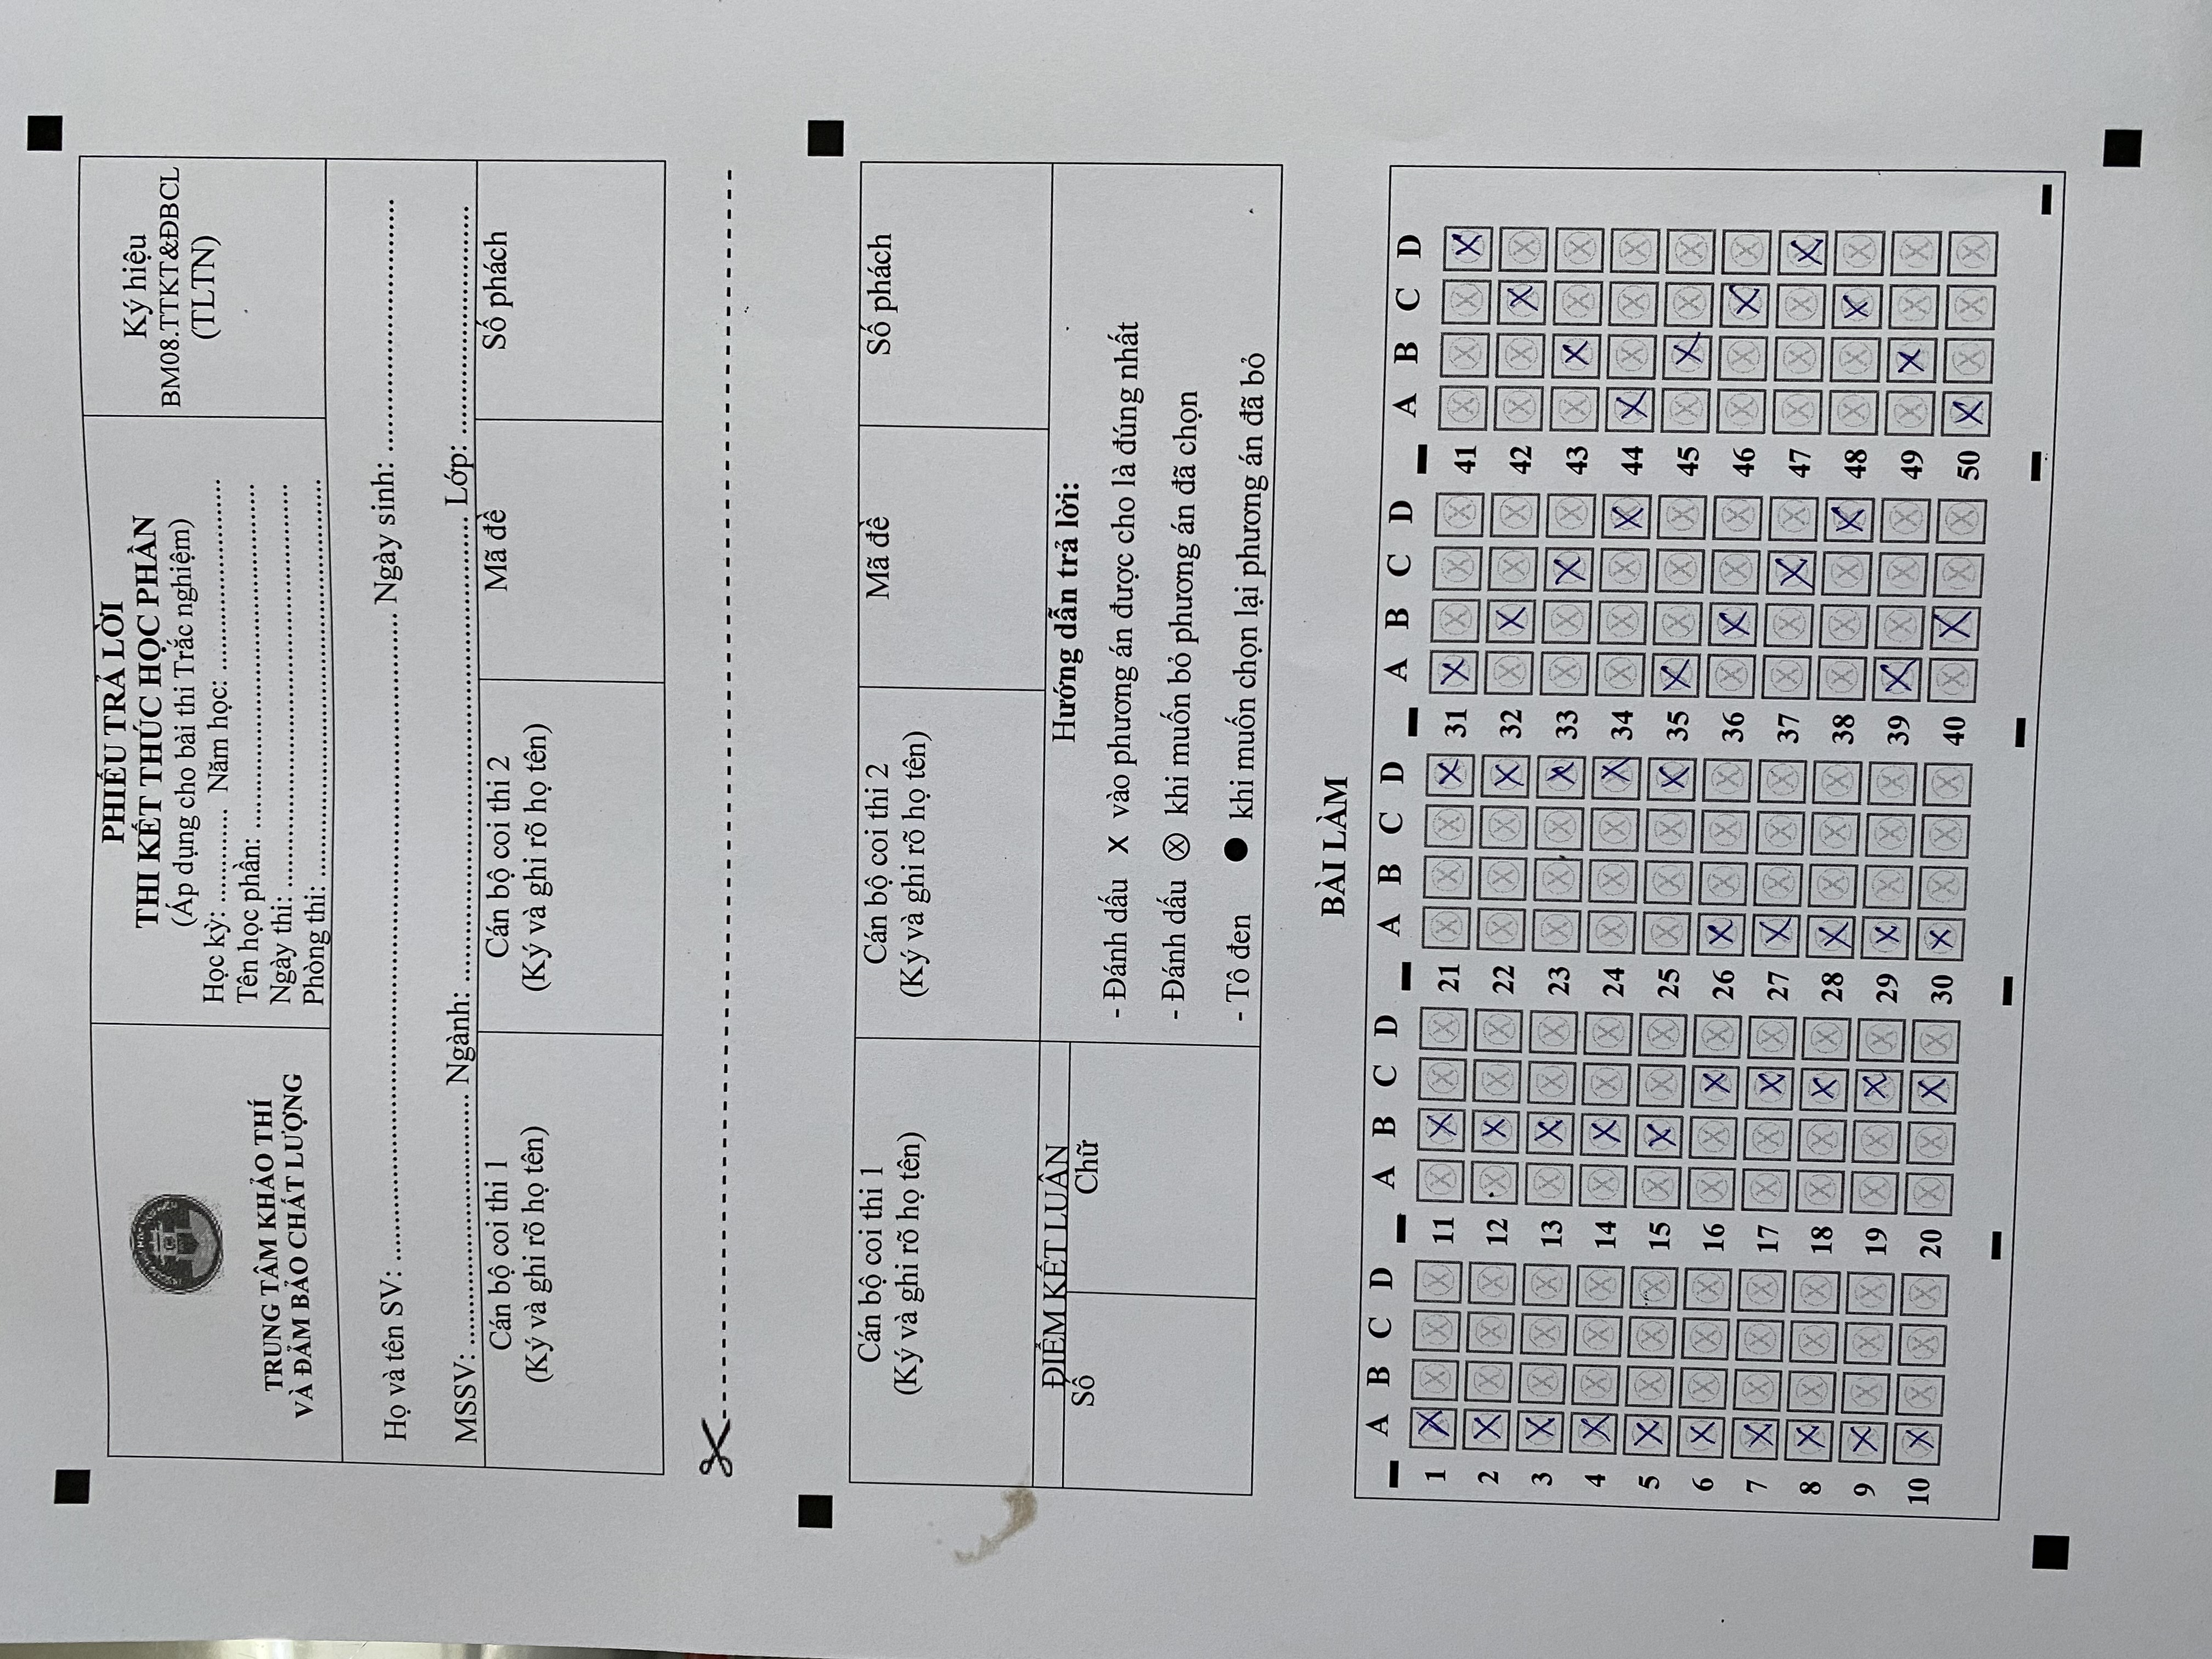 PHIẾU TRẢ LỜI
THI KẾT THÚC HỌC PHẦN
(Áp dụng cho bài thi Trắc nghiệm)
Học kỳ: ............. Năm học: ..........................
Tên học phần: ...............................................
Ngày thi: .......................................................
Phòng thi: ......................................................
Ký hiệu
BM08.TTKT&ĐBCL
(TLTN)
TRUNG TÂM KHẢO THÍ
VÀ ĐẢM BẢO CHẤT LƯỢNG
Họ và tên SV: ................................................................................ Ngày sinh: ...............................
MSSV: ............................... Ngành: ......................................................... Lớp: ............................
Cán bộ coi thi 1 Cán bộ coi thi 2 Mã đề Số phách
(Ký và ghi rõ họ tên) (Ký và ghi rõ họ tên)
Cán bộ coi thi 1 Cán bộ coi thi 2 Mã đề Số phách
(Ký và ghi rõ họ tên) (Ký và ghi rõ họ tên)
ĐIỂM KẾT LUẬN
Số Chữ
Hướng dẫn trả lời:
- Đánh dấu X vào phương án được cho là đúng nhất
- Đánh dấu ⓧ khi muốn bỏ phương án đã chọn
- Tô đen ● khi muốn chọn lại phương án đã bỏ
BÀI LÀM
A B C D A B C D A B C D A B C D A B C D
1 X X X X 11 X X X X 21 X X X X 31 X X X X 41 X X X X
2 X X X X 12 X X X X 22 X X X X 32 X X X X 42 X X X X
3 X X X X 13 X X X X 23 X X X X 33 X X X X 43 X X X X
4 X X X X 14 X X X X 24 X X X X 34 X X X X 44 X X X X
5 X X X X 15 X X X X 25 X X X X 35 X X X X 45 X X X X
6 X X X X 16 X X X X 26 X X X X 36 X X X X 46 X X X X
7 X X X X 17 X X X X 27 X X X X 37 X X X X 47 X X X X
8 X X X X 18 X X X X 28 X X X X 38 X X X X 48 X X X X
9 X X X X 19 X X X X 29 X X X X 39 X X X X 49 X X X X
10 X X X X 20 X X X X 30 X X X X 40 X X X X 50 X X X X